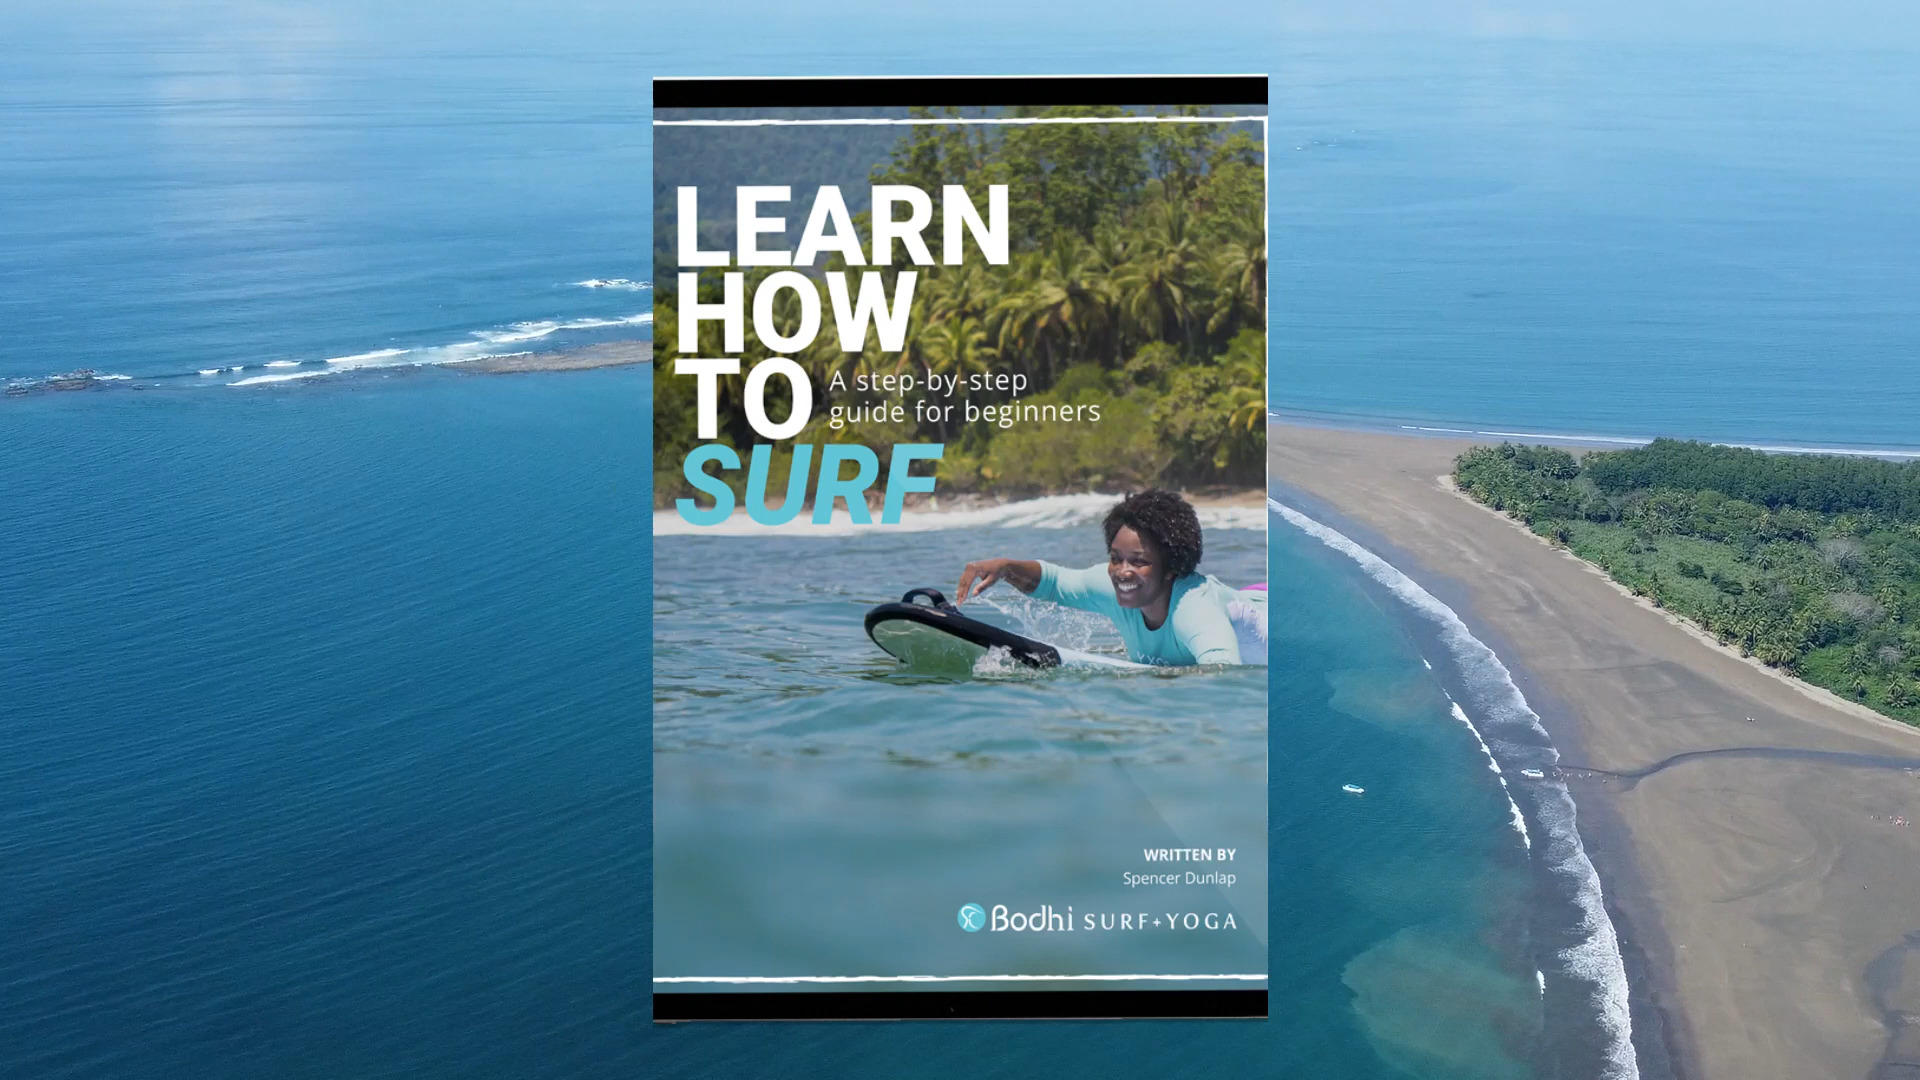 LEARN
HOW
TO
A step-by-step
guide for beginners
SURF
WRITTEN BY
Spencer Dunlap
Bodhi SURF+YOGA